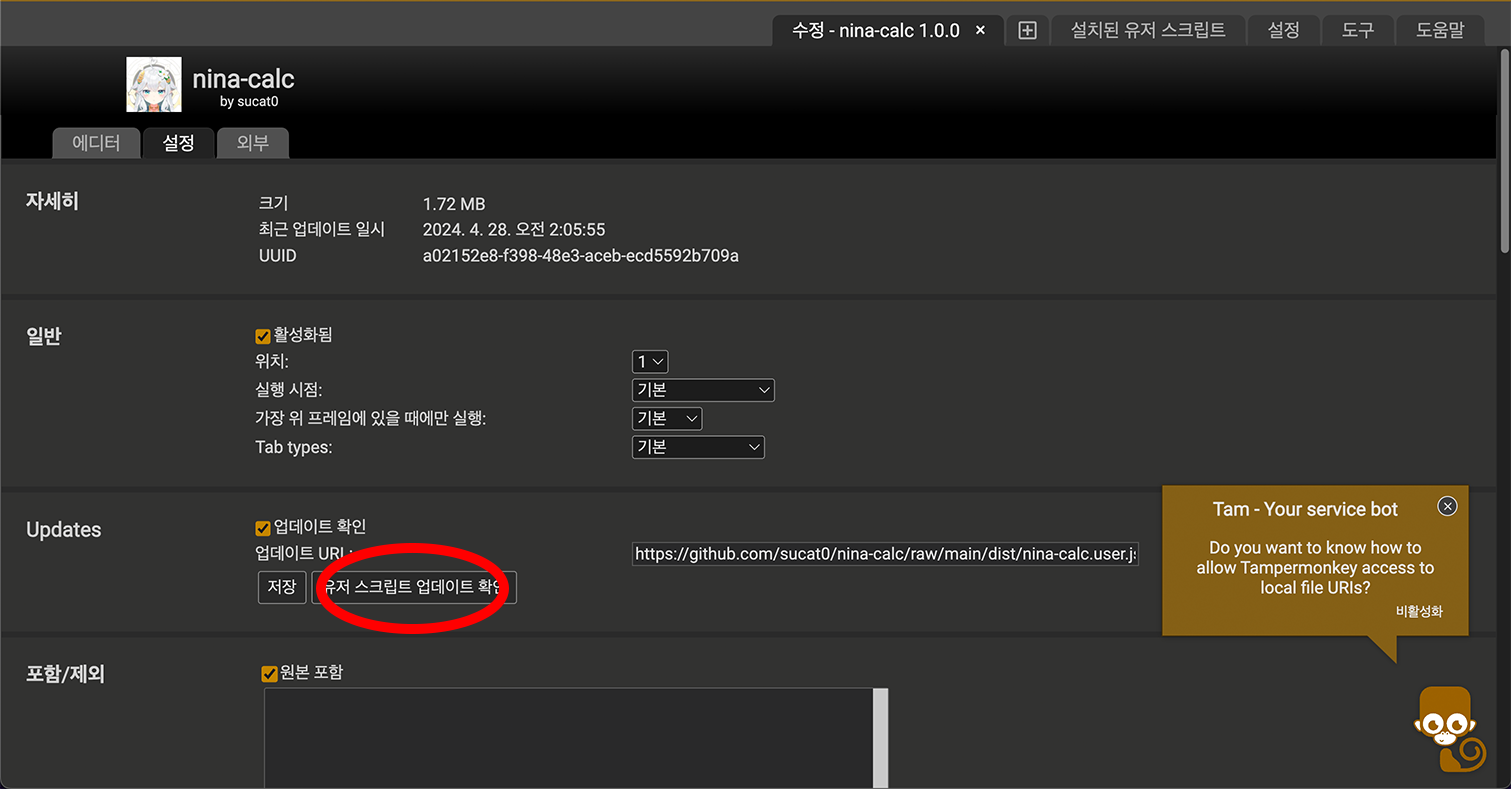 수정 - nina-calc 1.0.0 ×
설치된 유저 스크립트
설정
도구
도움말
nina-calc
by sucat0
에디터
설정
외부
자세히
크기 1.72 MB
최근 업데이트 일시 2024. 4. 28. 오전 2:05:55
UUID a02152e8-f398-48e3-aceb-ecd5592b709a
일반
활성화됨
위치: 1
실행 시점: 기본
가장 위 프레임에 있을 때에만 실행: 기본
Tab types: 기본
Updates
업데이트 확인
업데이트 URL: https://github.com/sucat0/nina-calc/raw/main/dist/nina-calc.user.js
저장
유저 스크립트 업데이트 확인
Tam - Your service bot
Do you want to know how to
allow Tampermonkey access to
local file URIs?
비활성화
포함/제외
원본 포함